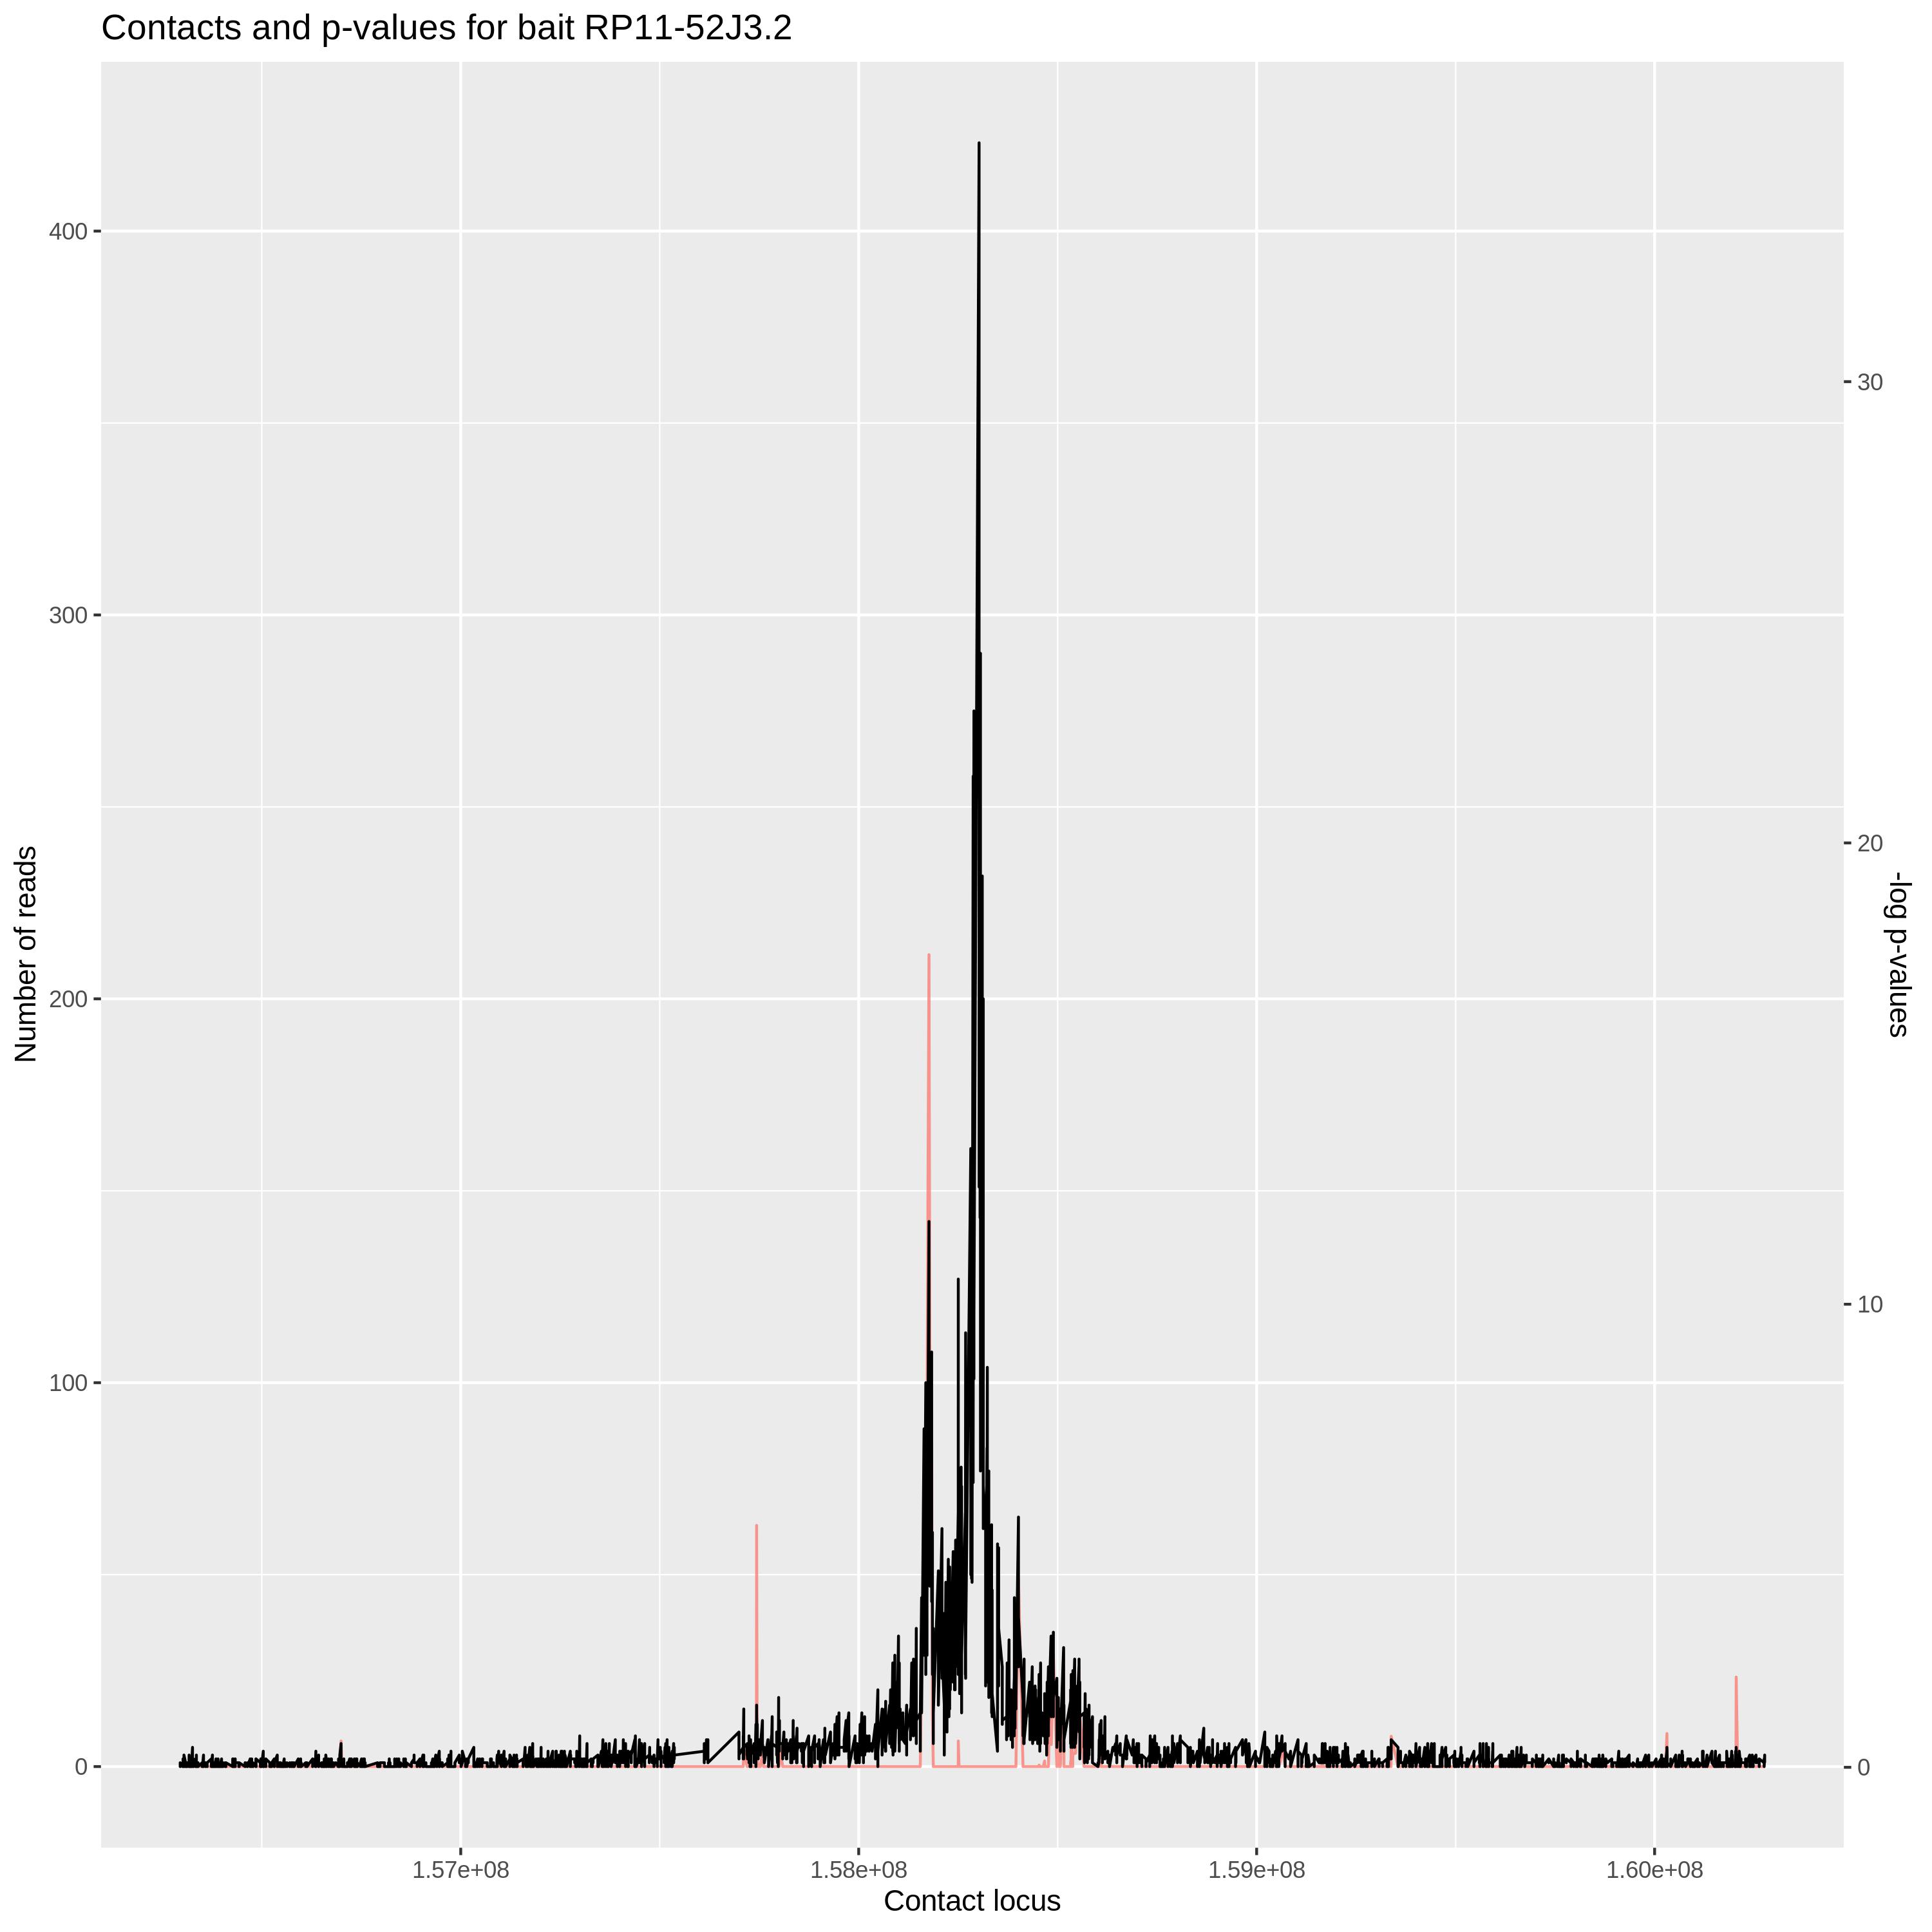 Contacts and p-values for bait RP11-52J3.2
400
300
200
100
0
Number of reads
30
20
10
0
-log p-values
1.57e+08
1.58e+08
1.59e+08
1.60e+08
Contact locus